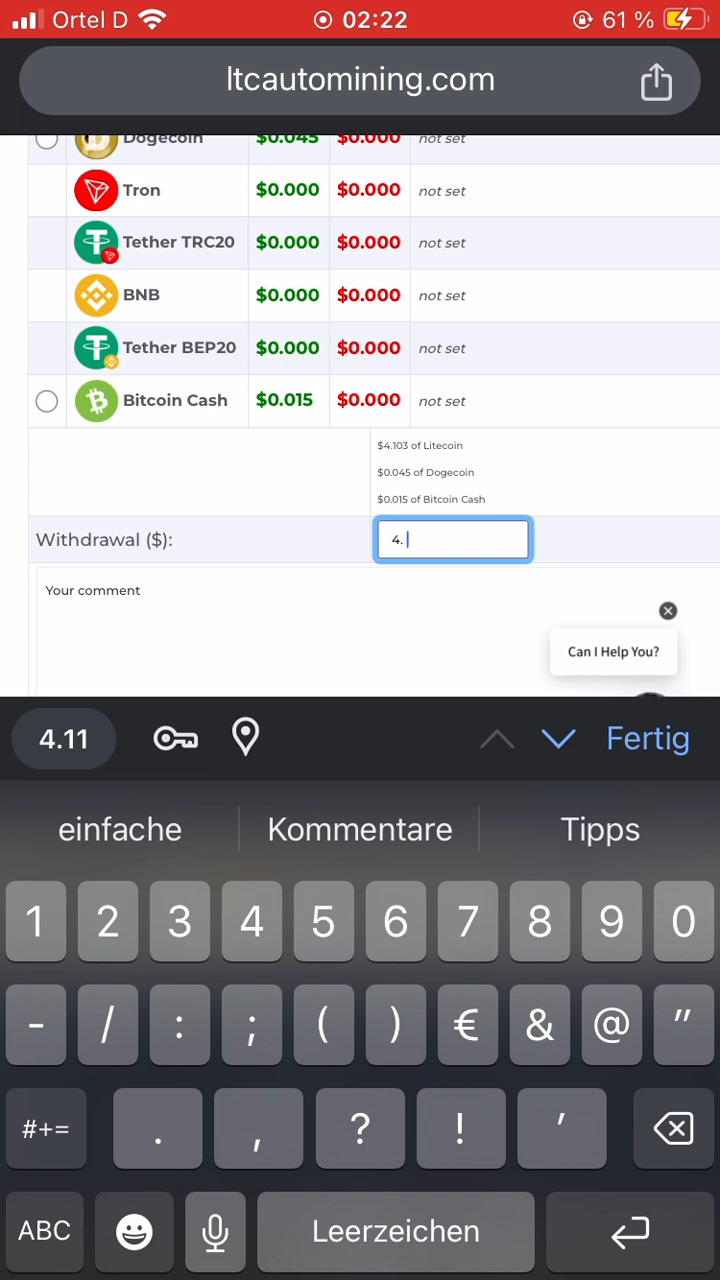 Ortel D 02:22 61 %
ltcautomining.com
Dogecoin $0.045 $0.000 not set
Tron $0.000 $0.000 not set
Tether TRC20 $0.000 $0.000 not set
BNB $0.000 $0.000 not set
Tether BEP20 $0.000 $0.000 not set
Bitcoin Cash $0.015 $0.000 not set
$4.103 of Litecoin
$0.045 of Dogecoin
$0.015 of Bitcoin Cash
Withdrawal ($): 4.
Your comment
Can I Help You?
4.11 Fertig
einfache Kommentare Tipps
1 2 3 4 5 6 7 8 9 0
- / : ; ( ) € & @ "
#+= . , ? ! '
ABC Leerzeichen